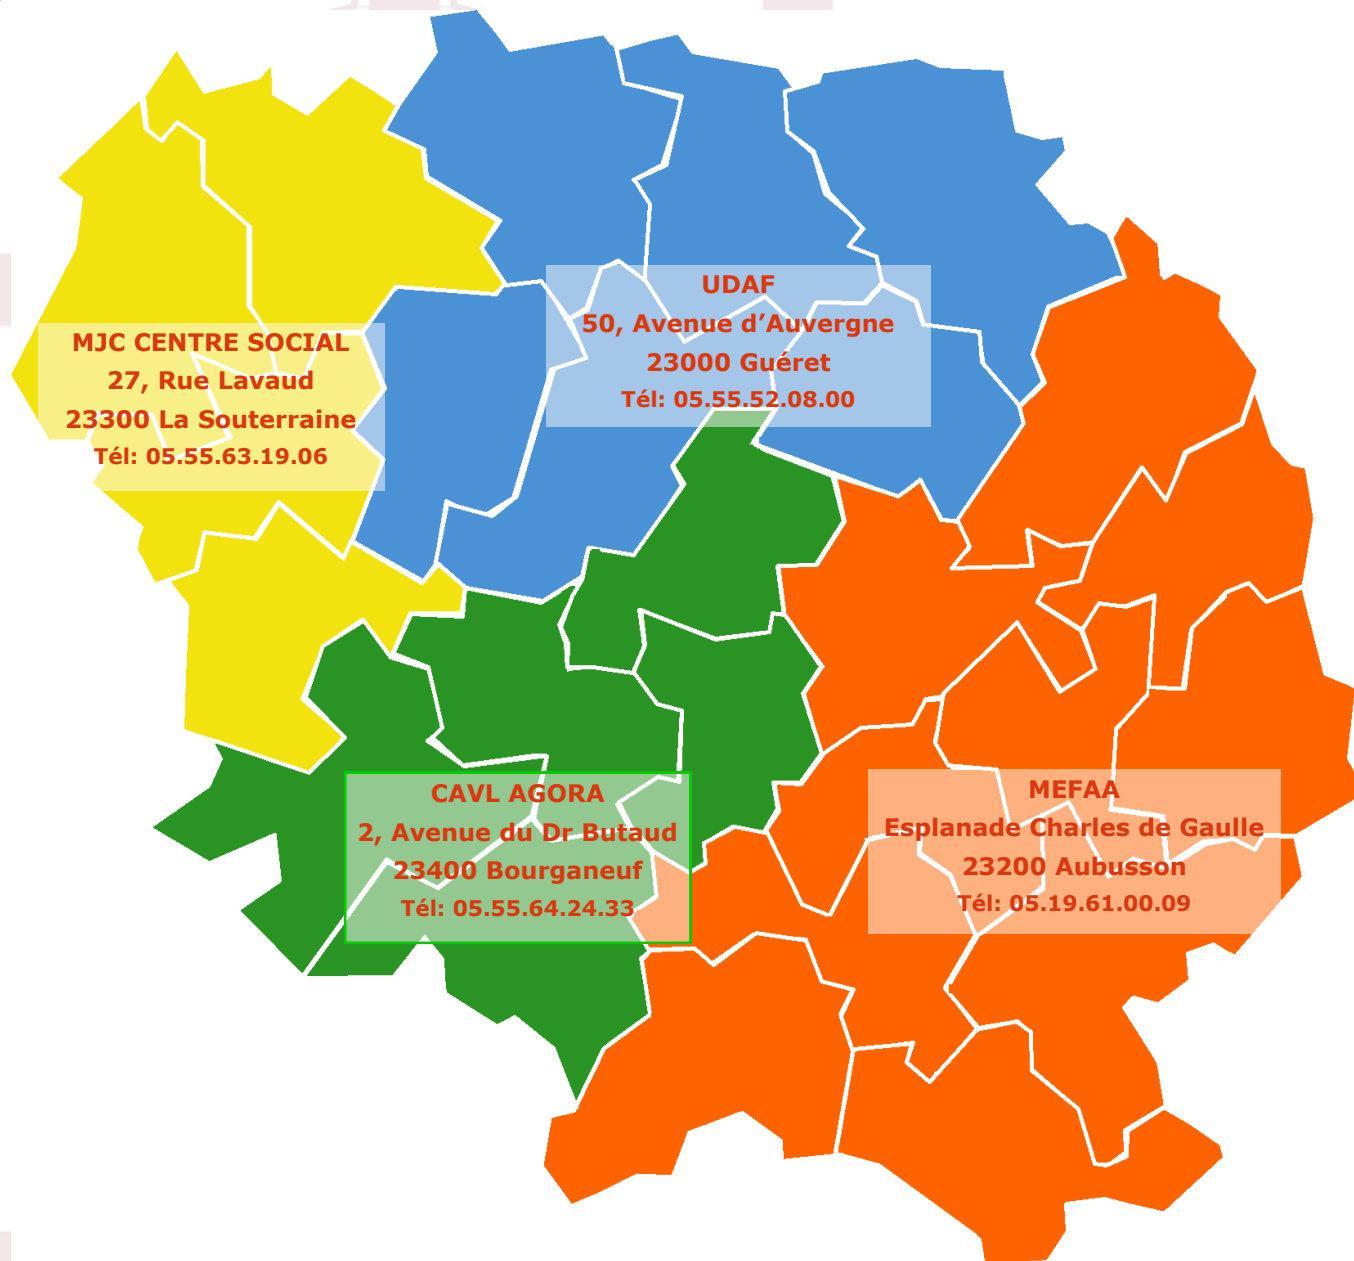 UDAF
50, Avenue d’Auvergne
23000 Guéret
Tél: 05.55.52.08.00
MJC CENTRE SOCIAL
27, Rue Lavaud
23300 La Souterraine
Tél: 05.55.63.19.06
CAVL AGORA
2, Avenue du Dr Butaud
23400 Bourganeuf
Tél: 05.55.64.24.33
MEFAA
Esplanade Charles de Gaulle
23200 Aubusson
Tél: 05.19.61.00.09